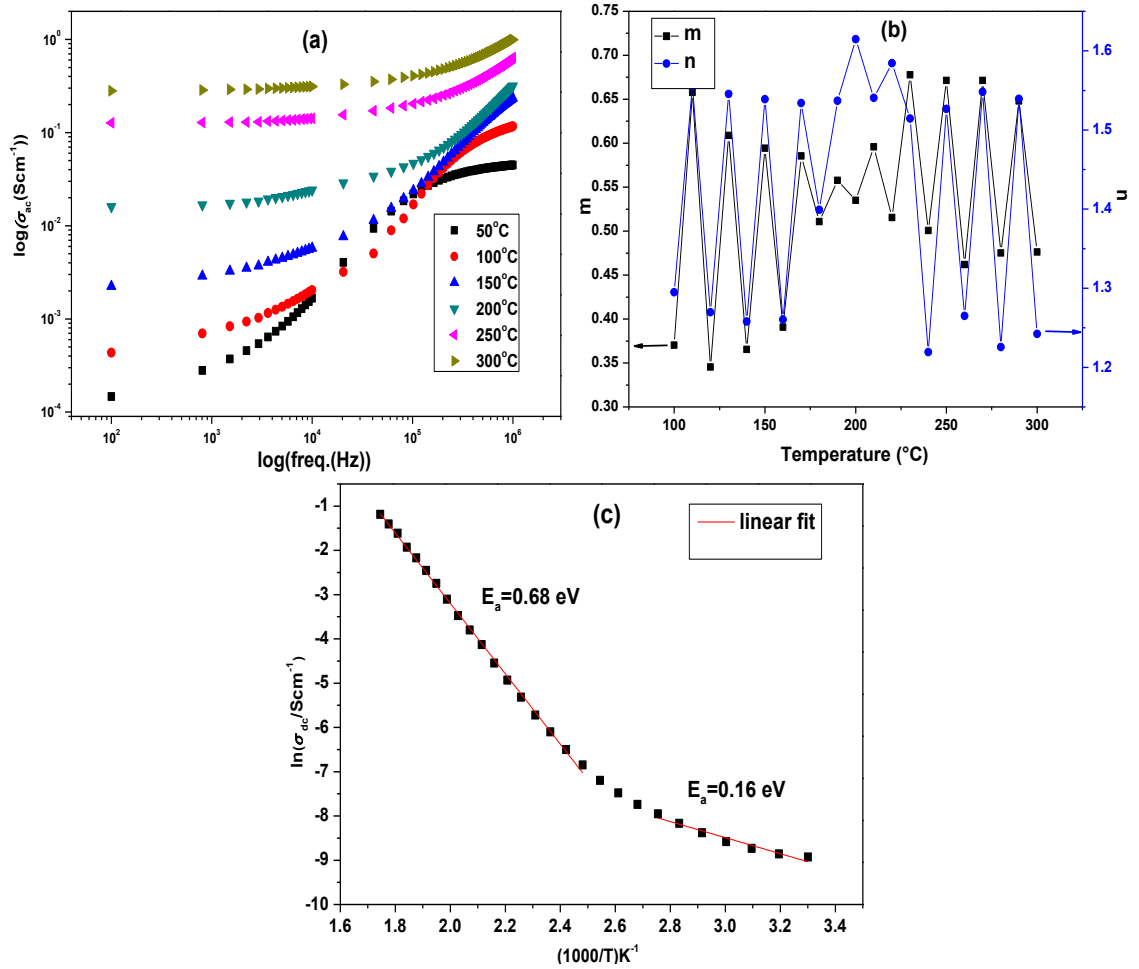 (a)
10⁰
10⁻¹
10⁻²
10⁻³
10⁻⁴
10²
10³
10⁴
10⁵
10⁶
log(σac(Scm⁻¹)
log(freq.(Hz))
50°C
100°C
150°C
200°C
250°C
300°C
(b)
m
n
0.75
0.70
0.65
0.60
0.55
0.50
0.45
0.40
0.35
0.30
m
1.6
1.5
1.4
1.3
1.2
n
100
150
200
250
300
Temperature (°C)
(c)
linear fit
Ea=0.68 eV
Ea=0.16 eV
-1
-2
-3
-4
-5
-6
-7
-8
-9
-10
ln(σdc/Scm⁻¹)
1.6
1.8
2.0
2.2
2.4
2.6
2.8
3.0
3.2
3.4
(1000/T)K⁻¹